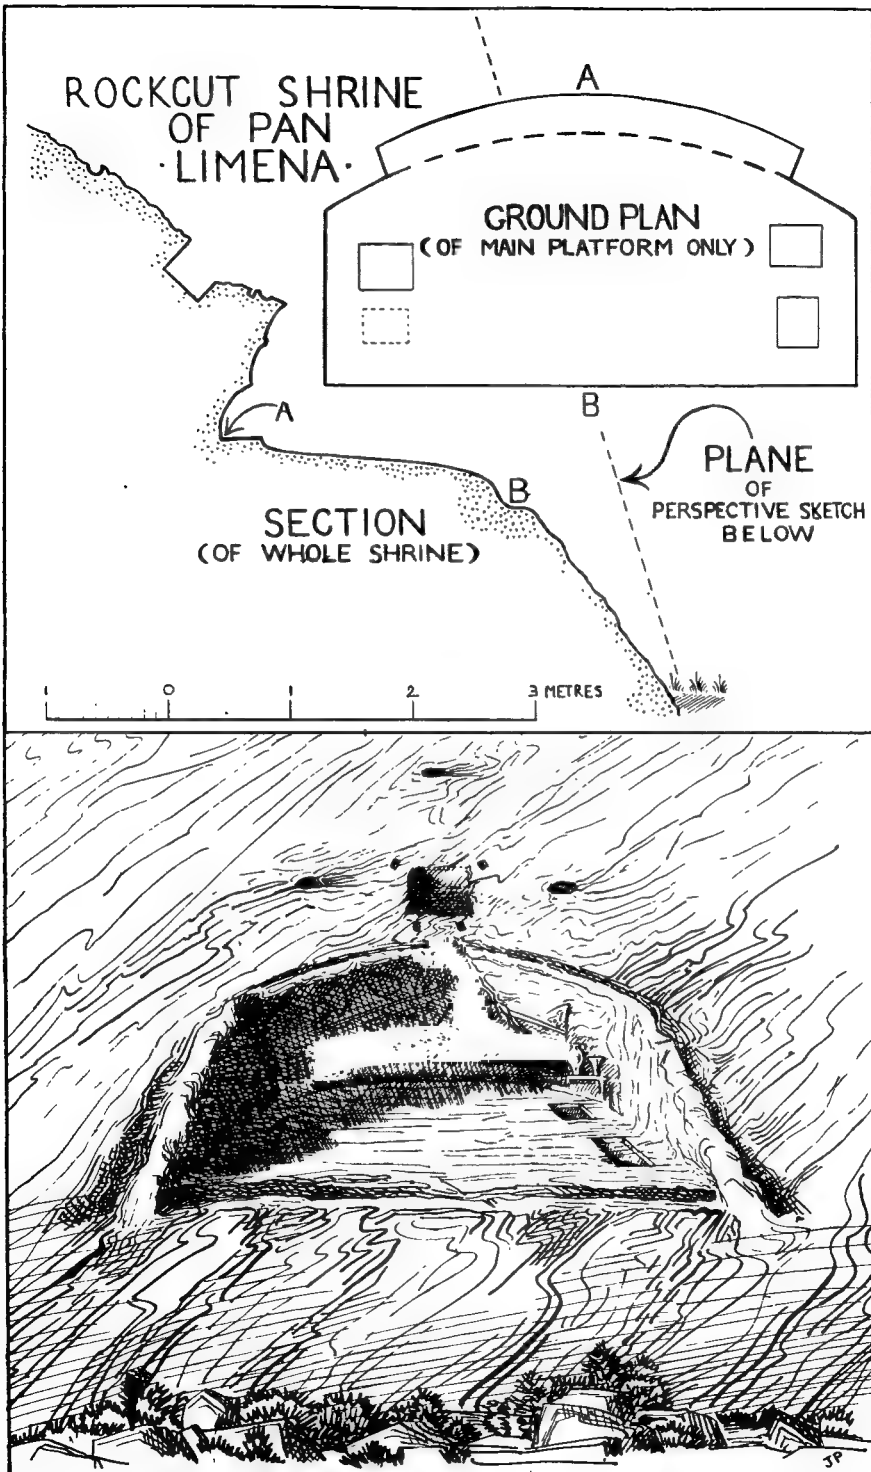 ROCKCUT SHRINE
OF PAN
·LIMENA·
A
GROUND PLAN
(OF MAIN PLATFORM ONLY)
A
B
PLANE
OF
PERSPECTIVE SKETCH
BELOW
B
SECTION
(OF WHOLE SHRINE)
1 0 1 2 3 METRES
JP